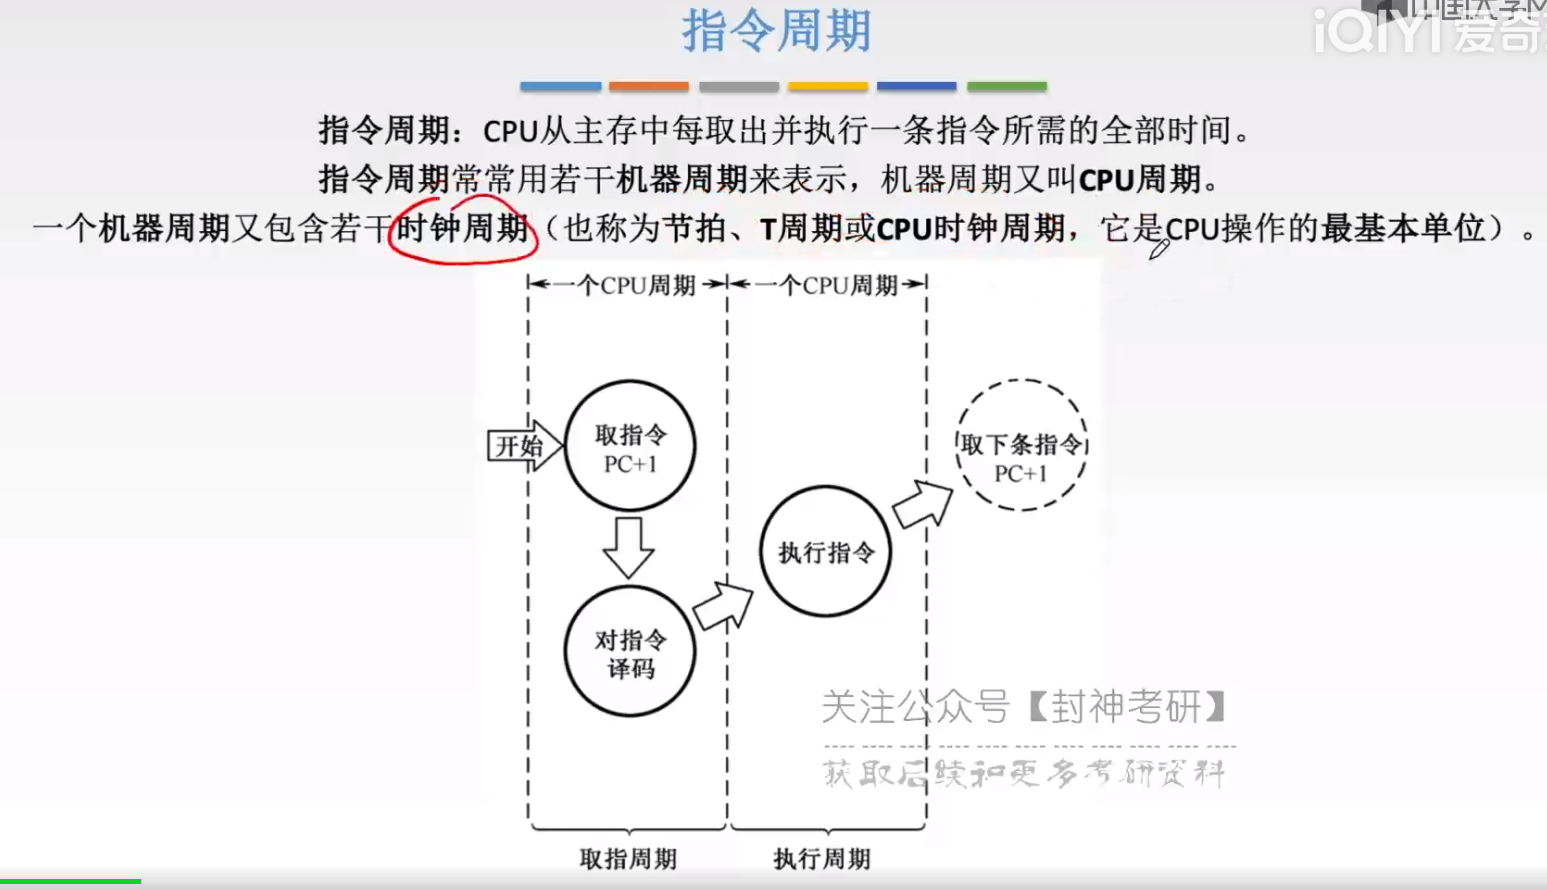 指令周期
iQIYI 爱奇
指令周期：CPU从主存中每取出并执行一条指令所需的全部时间。
指令周期常常用若干机器周期来表示，机器周期又叫CPU周期。
一个机器周期又包含若干时钟周期（也称为节拍、T周期或CPU时钟周期，它是CPU操作的最基本单位）。
一个CPU周期 一个CPU周期
开始
取指令
PC+1
取下条指令
PC+1
执行指令
对指令
译码
关注公众号【封神考研】
获取后续和更多考研资料
取指周期 执行周期